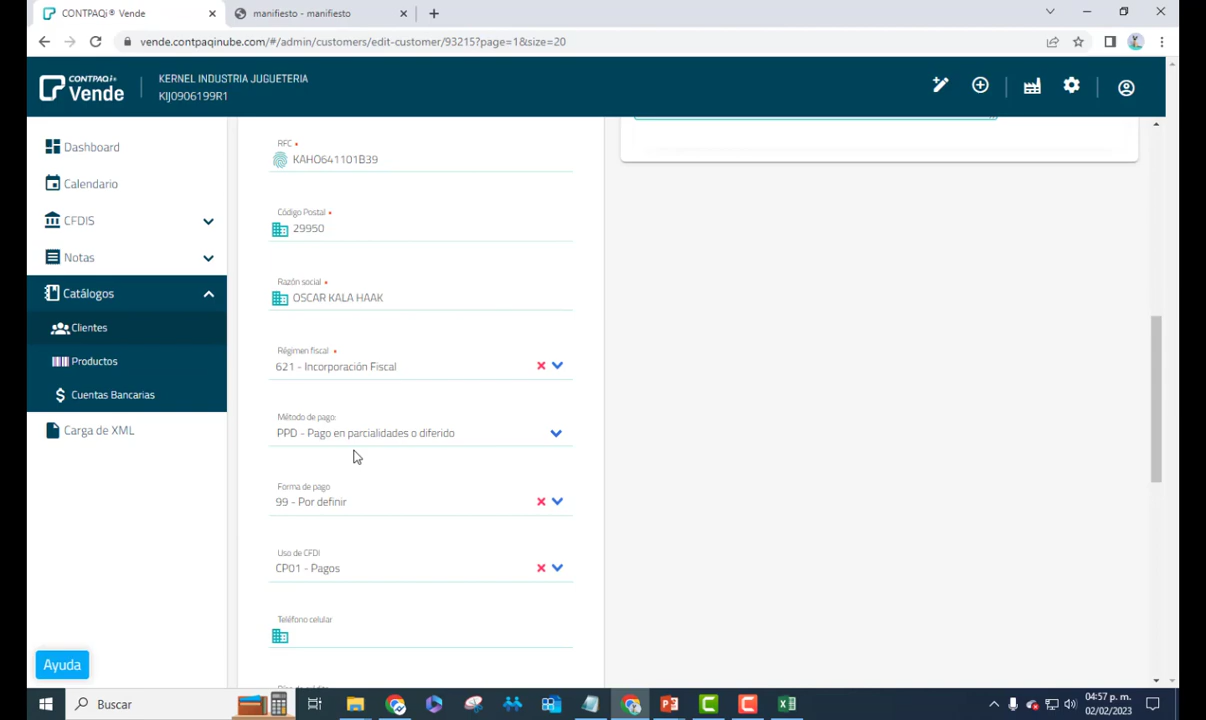 CONTPAQi® Vende
manifiesto - manifiesto
vende.contpaqinube.com/#/admin/customers/edit-customer/93215?page=1&size=20
CONTPAQi
Vende
KERNEL INDUSTRIA JUGUETERIA
KIJ0906199R1
Dashboard
Calendario
CFDIS
Notas
Catálogos
Clientes
Productos
Cuentas Bancarias
Carga de XML
Ayuda
RFC •
KAHO641101B39
Código Postal •
29950
Razón social •
OSCAR KALA HAAK
Régimen fiscal •
621 - Incorporación Fiscal
Método de pago:
PPD - Pago en parcialidades o diferido
Forma de pago
99 - Por definir
Uso de CFDI
CP01 - Pagos
Teléfono celular
Buscar
04:57 p. m.
02/02/2023